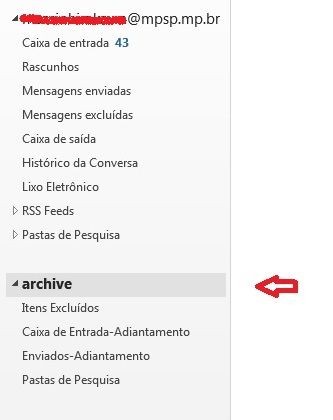 @mpsp.mp.br
Caixa de entrada 43
Rascunhos
Mensagens enviadas
Mensagens excluídas
Caixa de saída
Histórico da Conversa
Lixo Eletrônico
RSS Feeds
Pastas de Pesquisa
archive
Itens Excluídos
Caixa de Entrada-Adiantamento
Enviados-Adiantamento
Pastas de Pesquisa